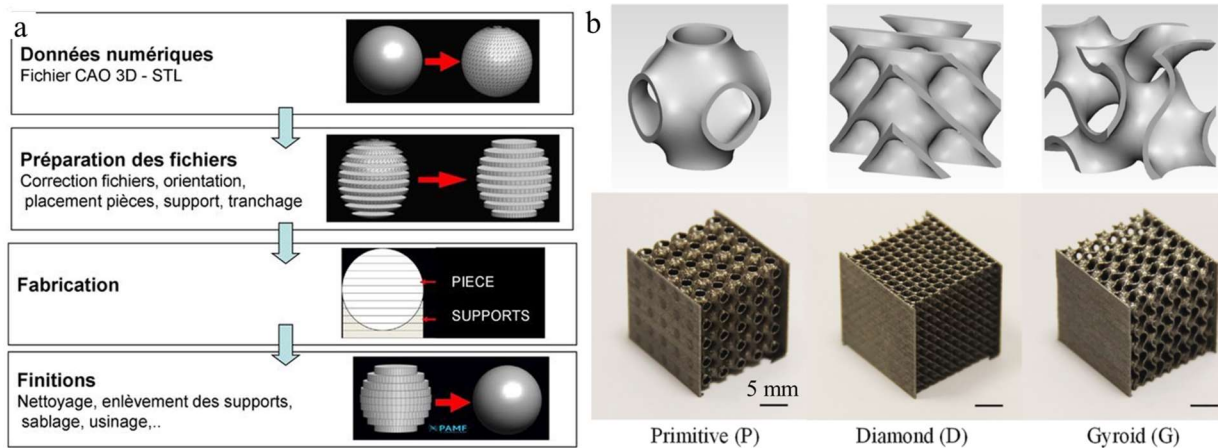 a
Données numériques
Fichier CAO 3D - STL
Préparation des fichiers
Correction fichiers, orientation,
placement pièces, support, tranchage
Fabrication
PIECE
SUPPORTS
Finitions
Nettoyage, enlèvement des supports,
sablage, usinage,..
PAMF
b
5 mm
Primitive (P)
Diamond (D)
Gyroid (G)